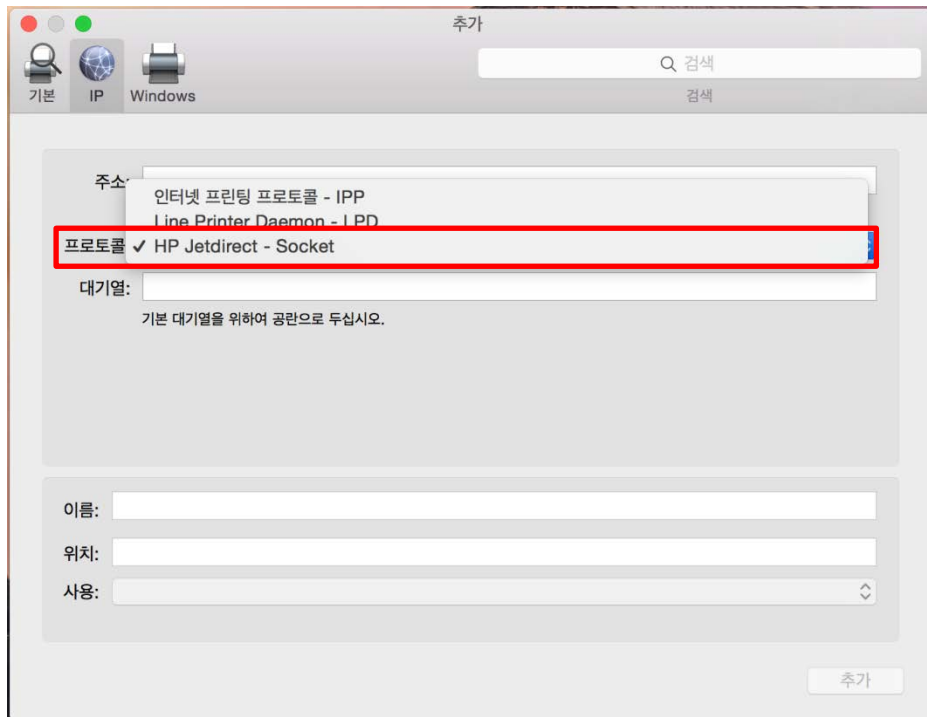 추가
기본 IP Windows
검색
검색
주소:
인터넷 프린팅 프로토콜 - IPP
Line Printer Daemon - LPD
프로토콜 ✓ HP Jetdirect - Socket
대기열:
기본 대기열을 위하여 공란으로 두십시오.
이름:
위치:
사용:
추가